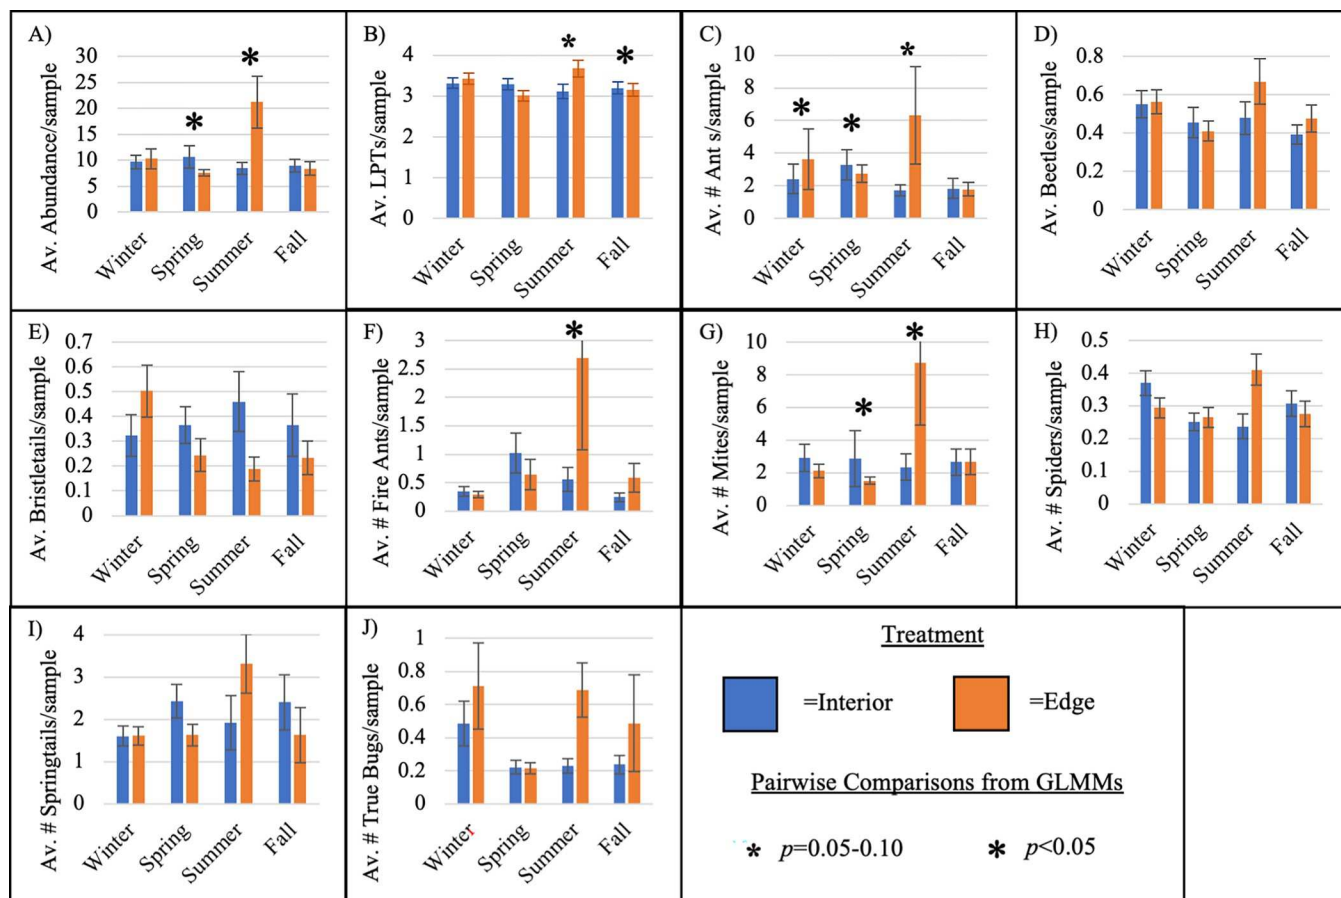 A)
Av. Abundance/sample
30
25
20
15
10
5
0
*
*
Winter
Spring
Summer
Fall
B)
Av. LPTs/sample
4
3
2
1
0
*
*
Winter
Spring
Summer
Fall
C)
Av. # Ant s/sample
10
8
6
4
2
0
*
*
*
Winter
Spring
Summer
Fall
D)
Av. Beetles/sample
0.8
0.6
0.4
0.2
0
Winter
Spring
Summer
Fall
E)
Av. Bristletails/sample
0.7
0.6
0.5
0.4
0.3
0.2
0.1
0
Winter
Spring
Summer
Fall
F)
Av. # Fire Ants/sample
3
2.5
2
1.5
1
0.5
0
*
Winter
Spring
Summer
Fall
G)
Av. # Mites/sample
10
8
6
4
2
0
*
*
Winter
Spring
Summer
Fall
H)
Av. # Spiders/sample
0.5
0.4
0.3
0.2
0.1
0
Winter
Spring
Summer
Fall
I)
Av. # Springtails/sample
4
3
2
1
0
Winter
Spring
Summer
Fall
J)
Av. # True Bugs/sample
1
0.8
0.6
0.4
0.2
0
Winter
Spring
Summer
Fall
Treatment
=Interior
=Edge
Pairwise Comparisons from GLMMs
* p=0.05-0.10
* p<0.05